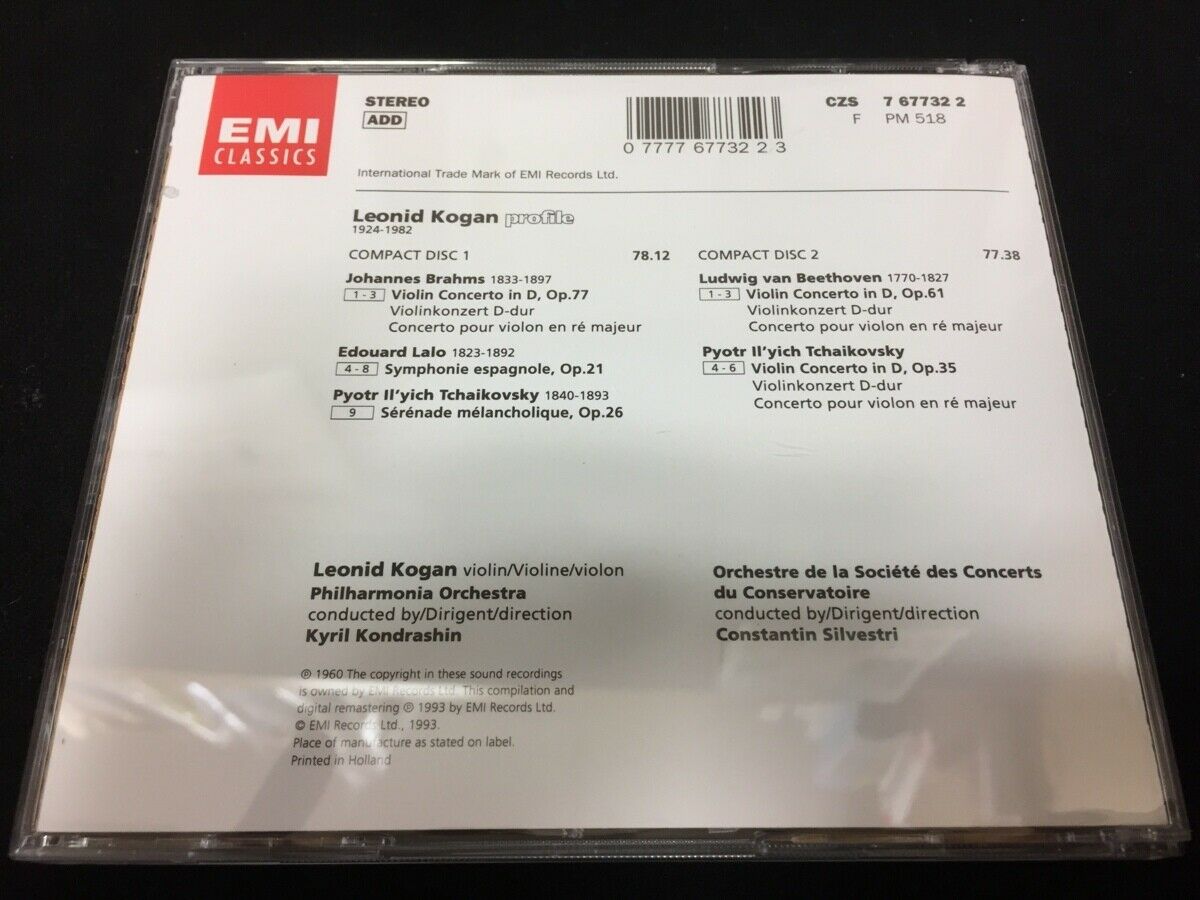 EMI
CLASSICS
STEREO
ADD
0 7777 67732 2 3
CZS 7 67732 2
F PM 518
International Trade Mark of EMI Records Ltd.
Leonid Kogan profile
1924-1982
COMPACT DISC 1 78.12
Johannes Brahms 1833-1897
1 - 3 Violin Concerto in D, Op.77
Violinkonzert D-dur
Concerto pour violon en ré majeur
Edouard Lalo 1823-1892
4 - 8 Symphonie espagnole, Op.21
Pyotr Il'yich Tchaikovsky 1840-1893
9 Sérénade mélancholique, Op.26
COMPACT DISC 2 77.38
Ludwig van Beethoven 1770-1827
1 - 3 Violin Concerto in D, Op.61
Violinkonzert D-dur
Concerto pour violon en ré majeur
Pyotr Il'yich Tchaikovsky
4 - 6 Violin Concerto in D, Op.35
Violinkonzert D-dur
Concerto pour violon en ré majeur
Leonid Kogan violin/Violine/violon
Philharmonia Orchestra
conducted by/Dirigent/direction
Kyril Kondrashin
Orchestre de la Société des Concerts
du Conservatoire
conducted by/Dirigent/direction
Constantin Silvestri
℗ 1960 The copyright in these sound recordings
is owned by EMI Records Ltd. This compilation and
digital remastering ℗ 1993 by EMI Records Ltd.
© EMI Records Ltd., 1993.
Place of manufacture as stated on label.
Printed in Holland